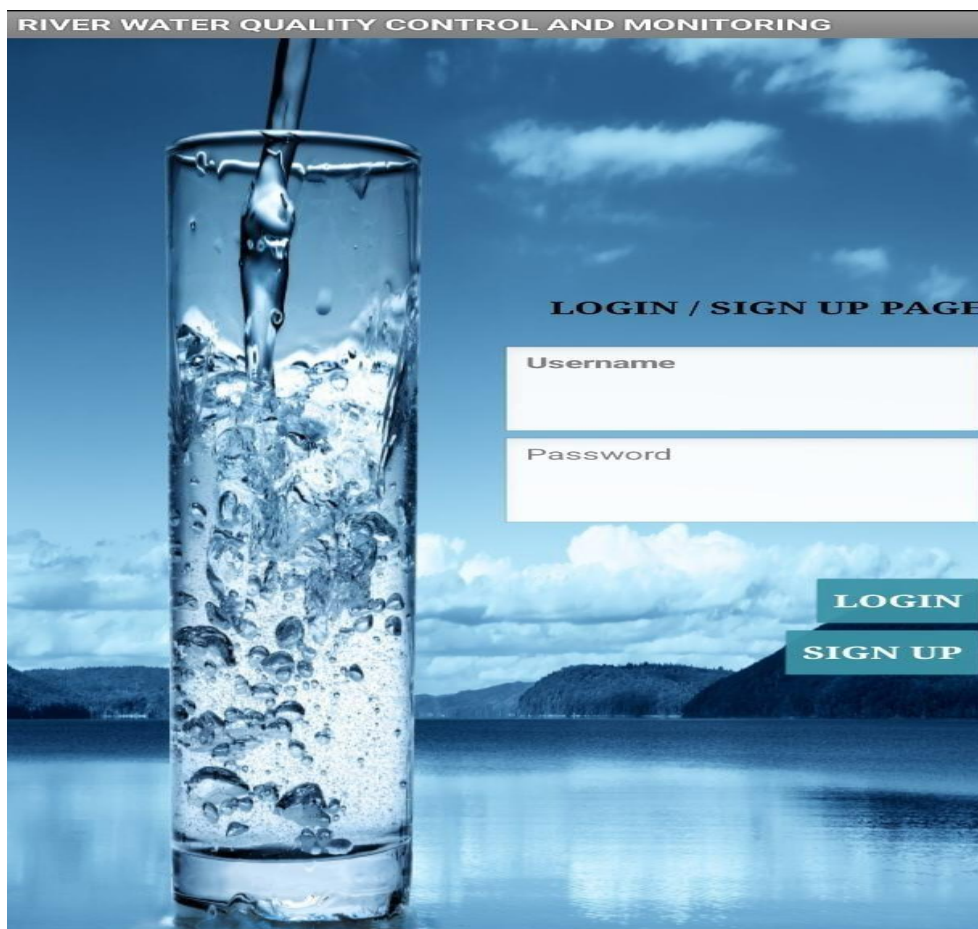 RIVER WATER QUALITY CONTROL AND MONITORING
LOGIN / SIGN UP PAGE
Username
Password
LOGIN
SIGN UP